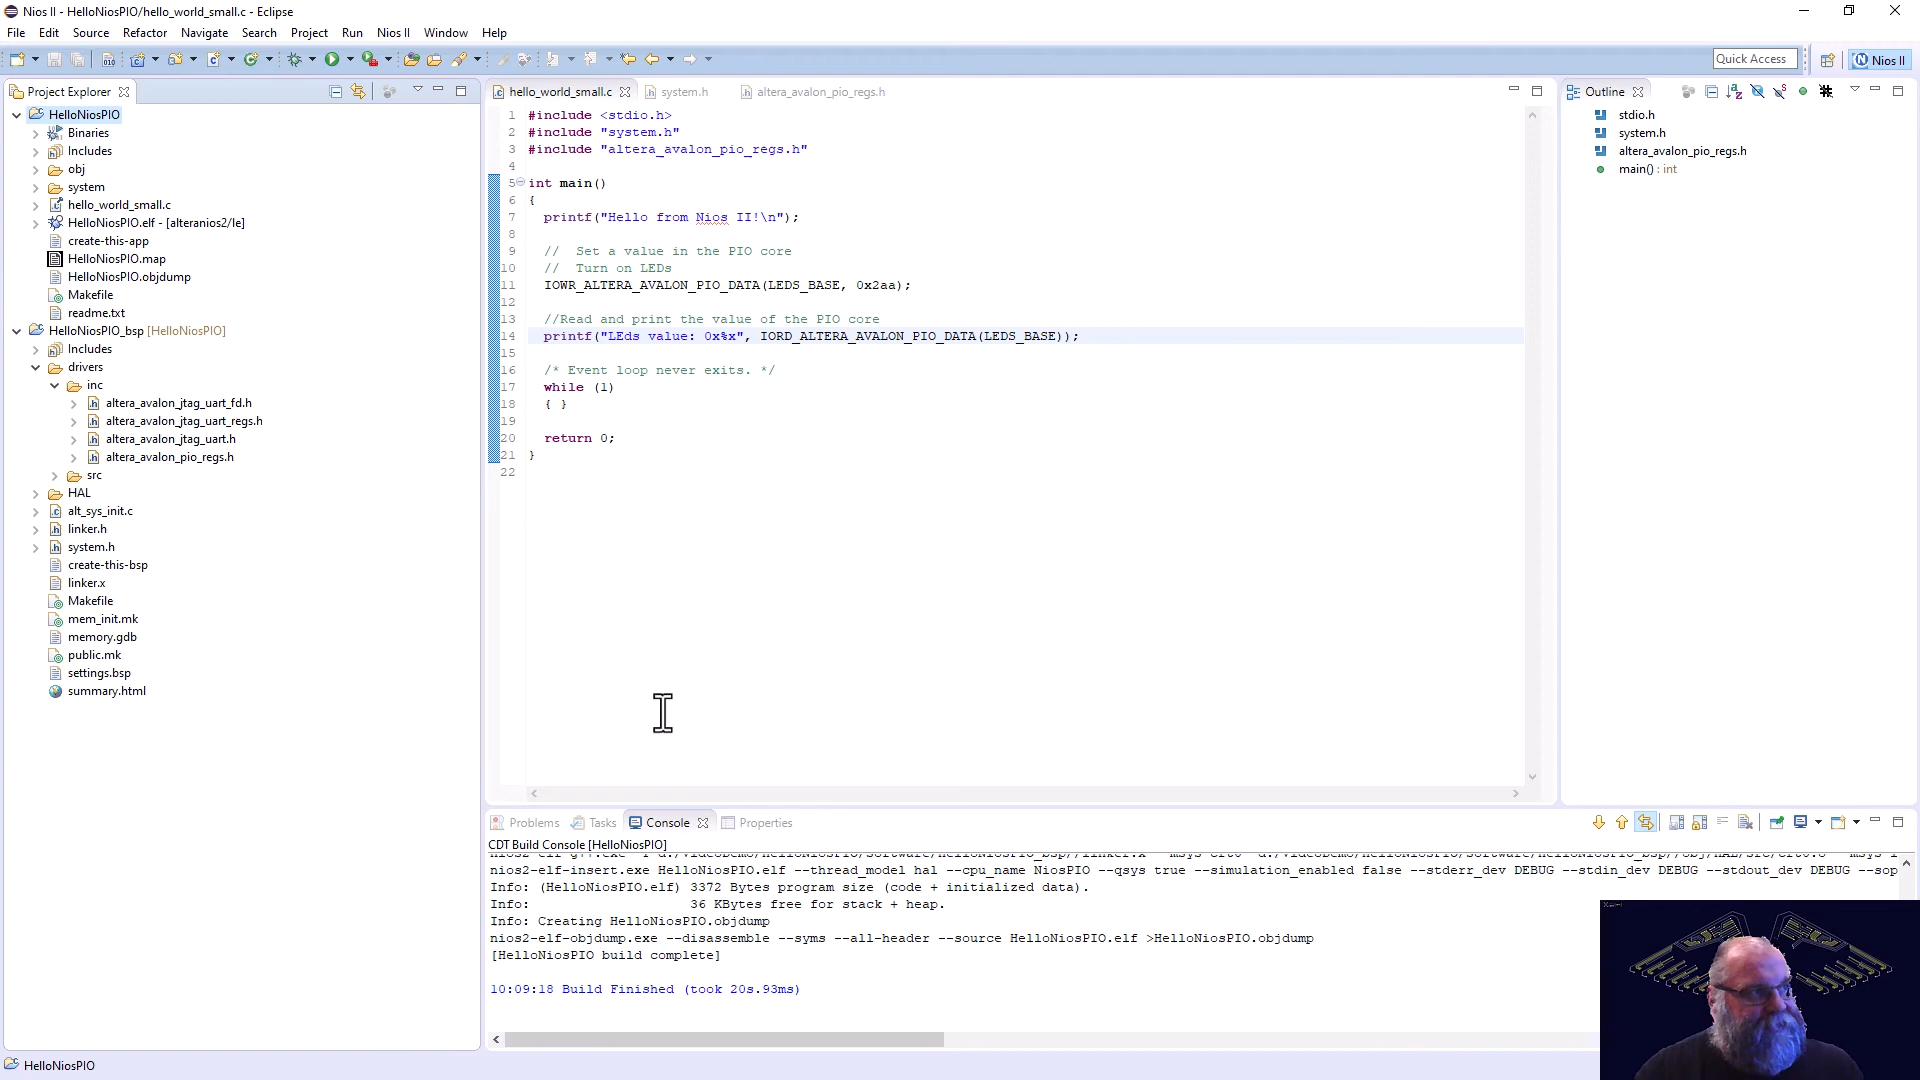 Nios II - HelloNiosPIO/hello_world_small.c - Eclipse
File Edit Source Refactor Navigate Search Project Run Nios II Window Help
Quick Access
Nios II
Project Explorer
HelloNiosPIO
Binaries
Includes
obj
system
hello_world_small.c
HelloNiosPIO.elf - [alteranios2/le]
create-this-app
HelloNiosPIO.map
HelloNiosPIO.objdump
Makefile
readme.txt
HelloNiosPIO_bsp [HelloNiosPIO]
Includes
drivers
inc
altera_avalon_jtag_uart_fd.h
altera_avalon_jtag_uart_regs.h
altera_avalon_jtag_uart.h
altera_avalon_pio_regs.h
src
HAL
alt_sys_init.c
linker.h
system.h
create-this-bsp
linker.x
Makefile
mem_init.mk
memory.gdb
public.mk
settings.bsp
summary.html
hello_world_small.c system.h altera_avalon_pio_regs.h
1 #include <stdio.h>
2 #include "system.h"
3 #include "altera_avalon_pio_regs.h"
4
5 int main()
6 {
7 printf("Hello from Nios II!\n");
8
9 // Set a value in the PIO core
10 // Turn on LEDs
11 IOWR_ALTERA_AVALON_PIO_DATA(LEDS_BASE, 0x2aa);
12
13 //Read and print the value of the PIO core
14 printf("LEds value: 0x%x", IORD_ALTERA_AVALON_PIO_DATA(LEDS_BASE));
15
16 /* Event loop never exits. */
17 while (1)
18 { }
19
20 return 0;
21 }
22
Outline
stdio.h
system.h
altera_avalon_pio_regs.h
main() : int
Problems Tasks Console Properties
CDT Build Console [HelloNiosPIO]
nios2-elf-insert.exe HelloNiosPIO.elf --thread_model hal --cpu_name NiosPIO --qsys true --simulation_enabled false --stderr_dev DEBUG --stdin_dev DEBUG --stdout_dev DEBUG --sop
Info: (HelloNiosPIO.elf) 3372 Bytes program size (code + initialized data).
Info: 36 KBytes free for stack + heap.
Info: Creating HelloNiosPIO.objdump
nios2-elf-objdump.exe --disassemble --syms --all-header --source HelloNiosPIO.elf >HelloNiosPIO.objdump
[HelloNiosPIO build complete]
10:09:18 Build Finished (took 20s.93ms)
HelloNiosPIO